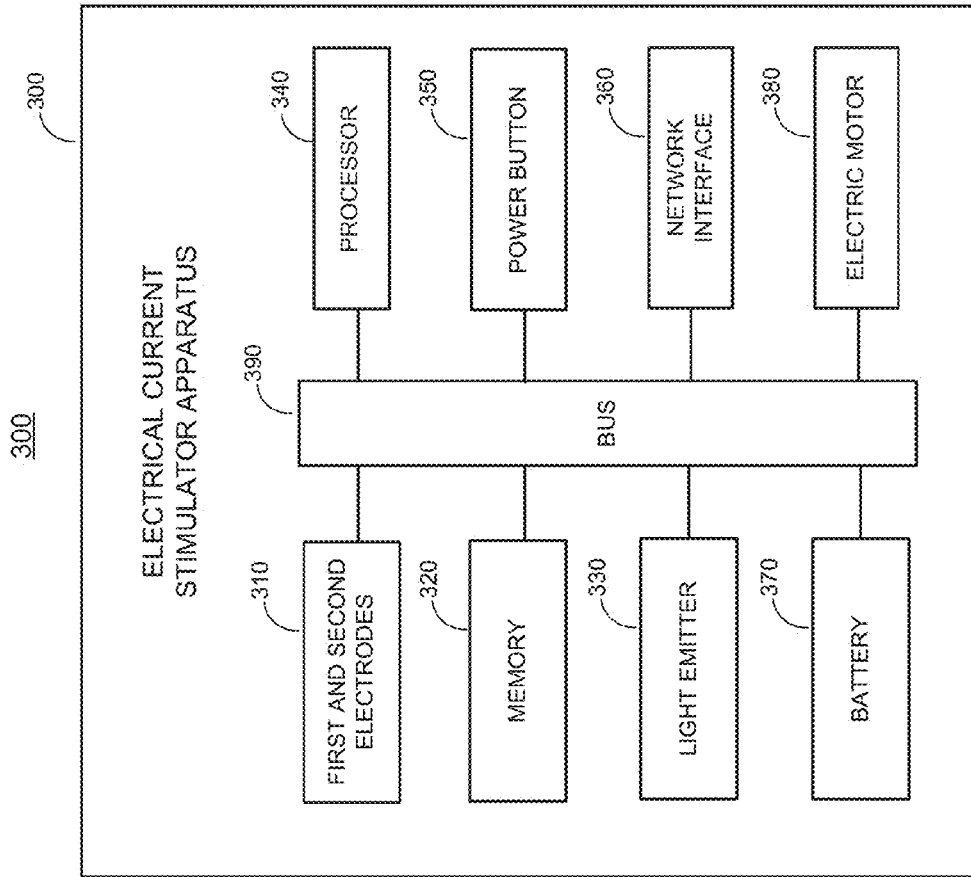 300
300
ELECTRICAL CURRENT
STIMULATOR APPARATUS
310
FIRST AND SECOND
ELECTRODES
320
MEMORY
330
LIGHT EMITTER
370
BATTERY
390
BUS
340
PROCESSOR
350
POWER BUTTON
360
NETWORK
INTERFACE
380
ELECTRIC MOTOR